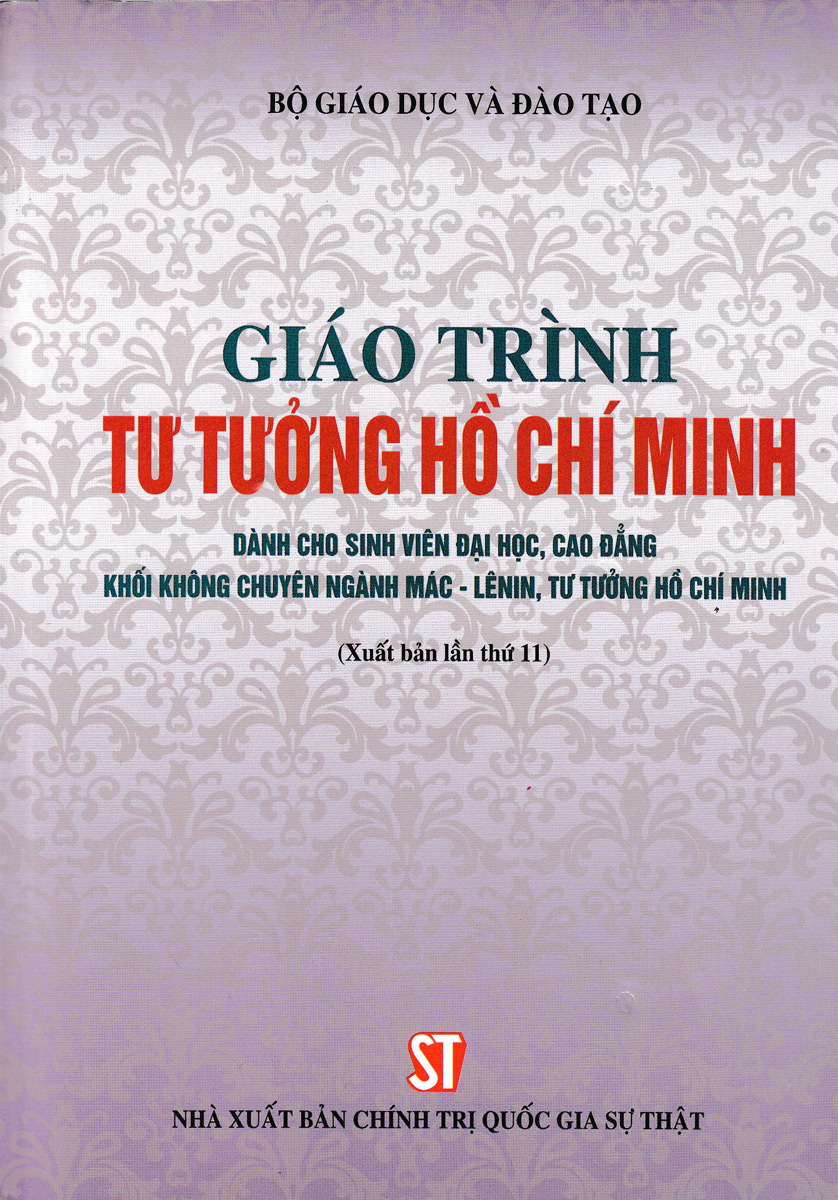 BỘ GIÁO DỤC VÀ ĐÀO TẠO
GIÁO TRÌNH
TƯ TƯỞNG HỒ CHÍ MINH
DÀNH CHO SINH VIÊN ĐẠI HỌC, CAO ĐẲNG
KHỐI KHÔNG CHUYÊN NGÀNH MÁC - LÊNIN, TƯ TƯỞNG HỒ CHÍ MINH
(Xuất bản lần thứ 11)
ST
NHÀ XUẤT BẢN CHÍNH TRỊ QUỐC GIA SỰ THẬT